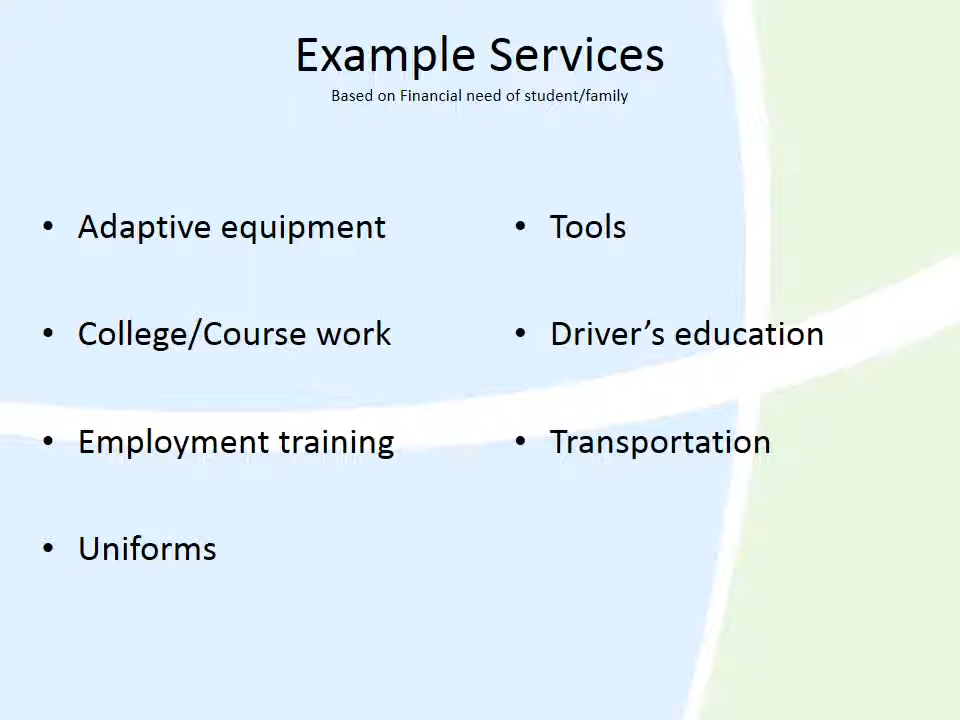 Example Services
Based on Financial need of student/family
• Adaptive equipment
• College/Course work
• Employment training
• Uniforms
• Tools
• Driver’s education
• Transportation